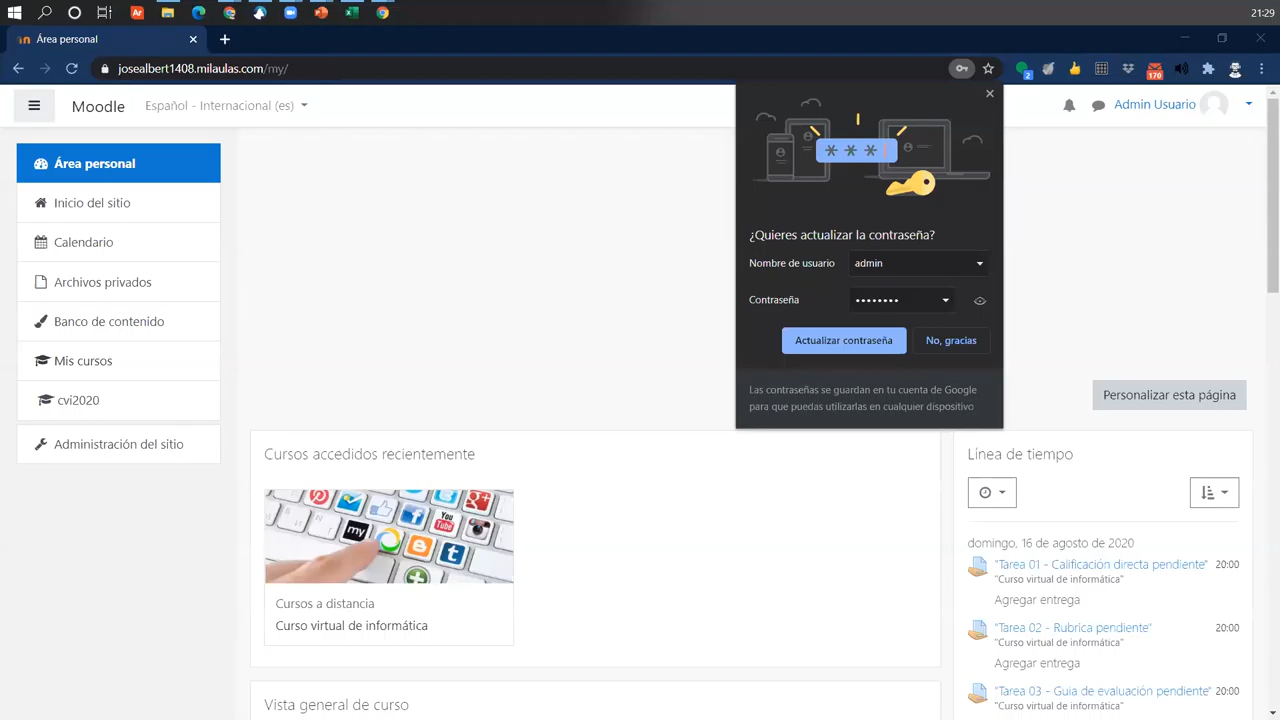 21:29
Área personal
josealbert1408.milaulas.com/my/
2
170
Moodle
Español - Internacional (es)
Admin Usuario
Área personal
Inicio del sitio
Calendario
Archivos privados
Banco de contenido
Mis cursos
cvi2020
Administración del sitio
¿Quieres actualizar la contraseña?
Nombre de usuario
admin
Contraseña
••••••••
Actualizar contraseña
No, gracias
Las contraseñas se guardan en tu cuenta de Google
para que puedas utilizarlas en cualquier dispositivo
Personalizar esta página
Cursos accedidos recientemente
my
You
Tube
Cursos a distancia
Curso virtual de informática
Vista general de curso
Línea de tiempo
domingo, 16 de agosto de 2020
"Tarea 01 - Calificación directa pendiente" 20:00
"Curso virtual de informática"
Agregar entrega
"Tarea 02 - Rubrica pendiente" 20:00
"Curso virtual de informática"
Agregar entrega
"Tarea 03 - Guia de evaluación pendiente" 20:00
"Curso virtual de informática"